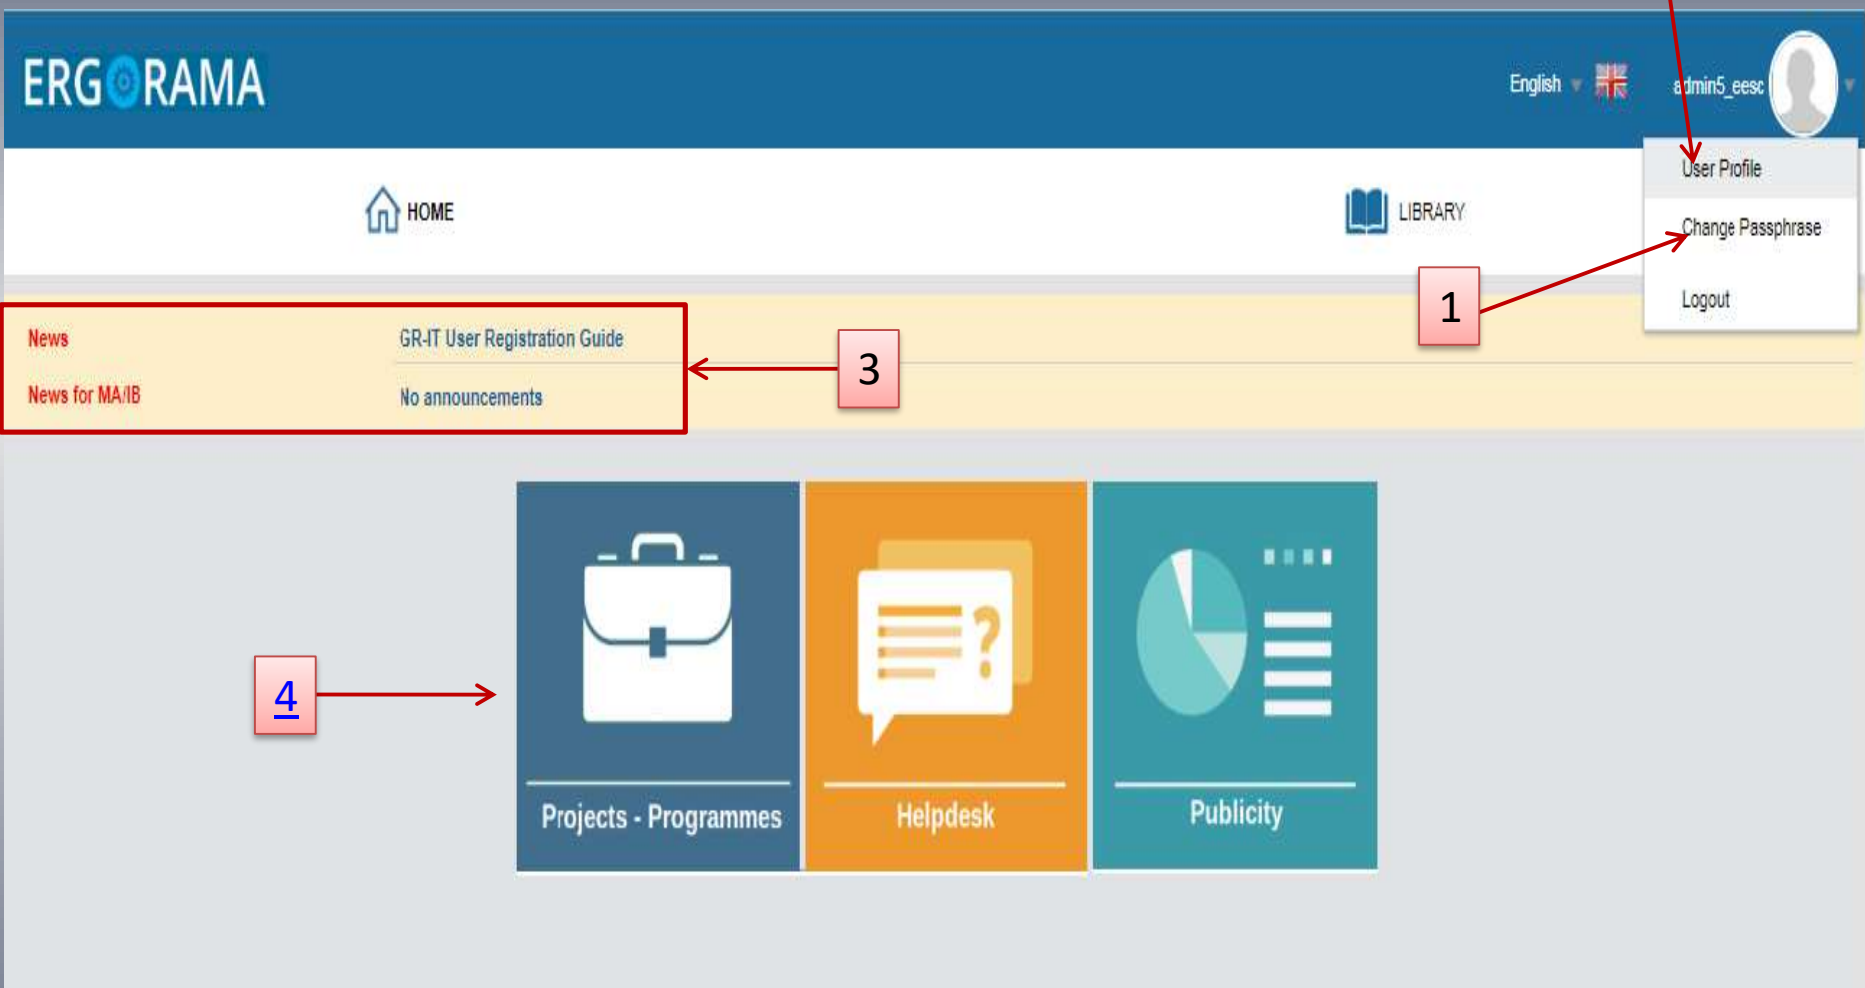 ERGORAMA
English
admin5_eesc
User Profile
Change Passphrase
Logout
HOME
LIBRARY
1
News
GR-IT User Registration Guide
3
News for MA/IB
No announcements
?
4
Projects - Programmes
Helpdesk
Publicity